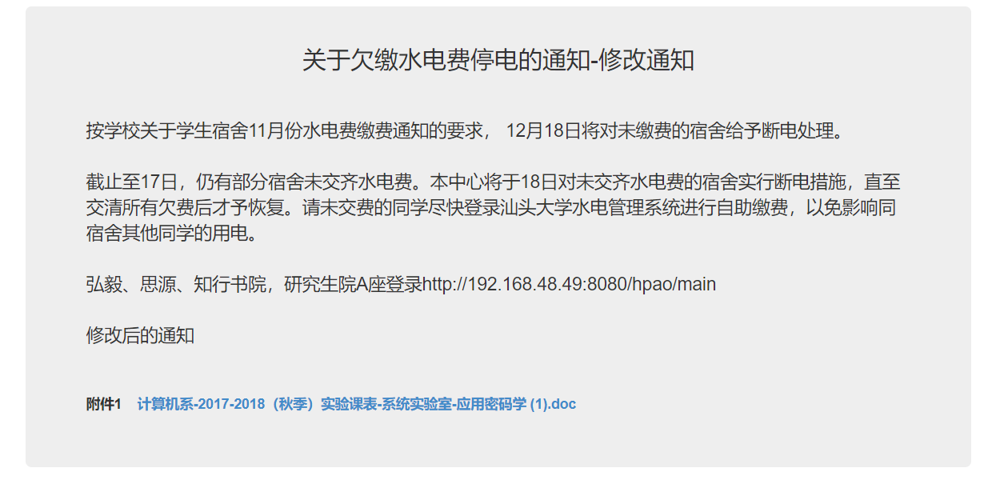 关于欠缴水电费停电的通知-修改通知
按学校关于学生宿舍11月份水电费缴费通知的要求， 12月18日将对未缴费的宿舍给予断电处理。
截止至17日，仍有部分宿舍未交齐水电费。本中心将于18日对未交齐水电费的宿舍实行断电措施，直至
交清所有欠费后才予恢复。请未交费的同学尽快登录汕头大学水电管理系统进行自助缴费，以免影响同
宿舍其他同学的用电。
弘毅、思源、知行书院，研究生院A座登录http://192.168.48.49:8080/hpao/main
修改后的通知
附件1 计算机系-2017-2018（秋季）实验课表-系统实验室-应用密码学 (1).doc